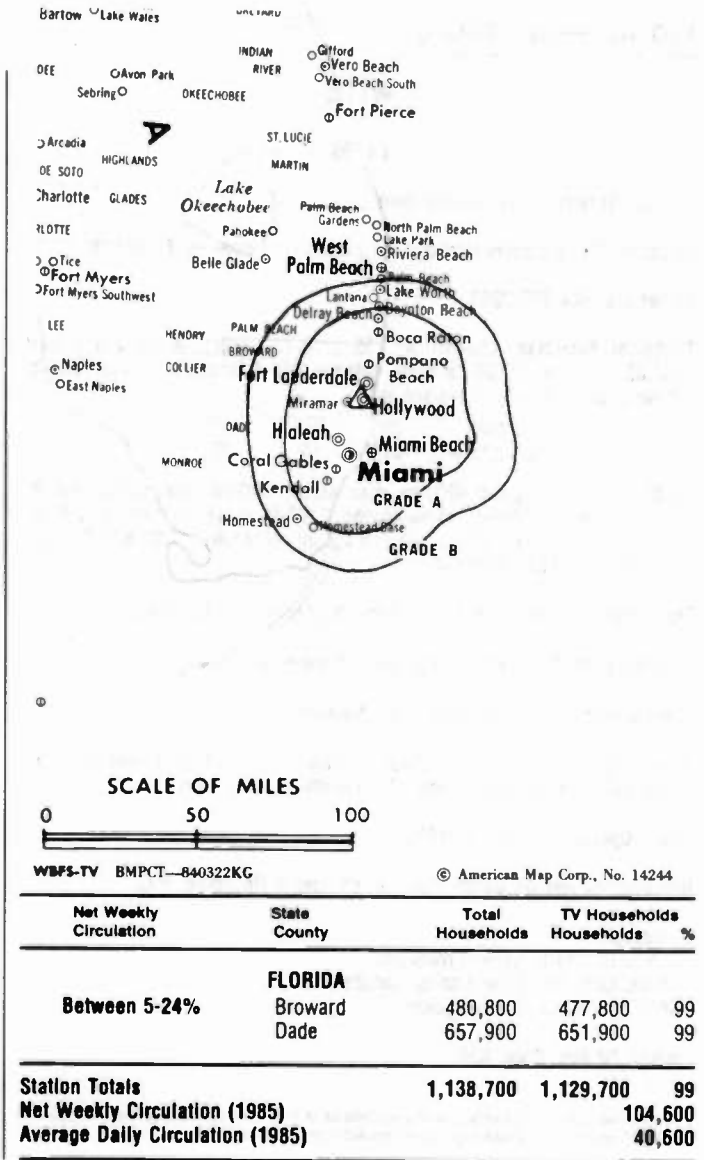 BREVARD
Bartow Lake Wales
INDIAN Gifford
RIVER Vero Beach
DEE Avon Park Vero Beach South
Sebring OKEECHOBEE
Fort Pierce
ST. LUCIE
Arcadia
HIGHLANDS MARTIN
DE SOTO
Charlotte GLADES Lake
Okeechobee Palm Beach
Gardens North Palm Beach
RLOTTE Pahokee Lake Park
West Riviera Beach
Tice Belle Glade Palm Beach
Fort Myers Palm Beach
Fort Myers Southwest Lantana Lake Worth
Delray Beach Boynton Beach
LEE HENDRY PALM BEACH
Boca Raton
BROWARD Pompano
Naples COLLIER Fort Lauderdale Beach
East Naples
Miramar Hollywood
DADE
Hialeah Miami Beach
MONROE Coral Gables Miami
Kendall
GRADE A
Homestead Homestead Base
GRADE B
SCALE OF MILES
0 50 100
WBFS-TV BMPCT—840322KG © American Map Corp., No. 14244
Net Weekly State Total TV Households
Circulation County Households Households %
FLORIDA
Between 5-24% Broward 480,800 477,800 99
Dade 657,900 651,900 99
Station Totals 1,138,700 1,129,700 99
Net Weekly Circulation (1985) 104,600
Average Daily Circulation (1985) 40,600